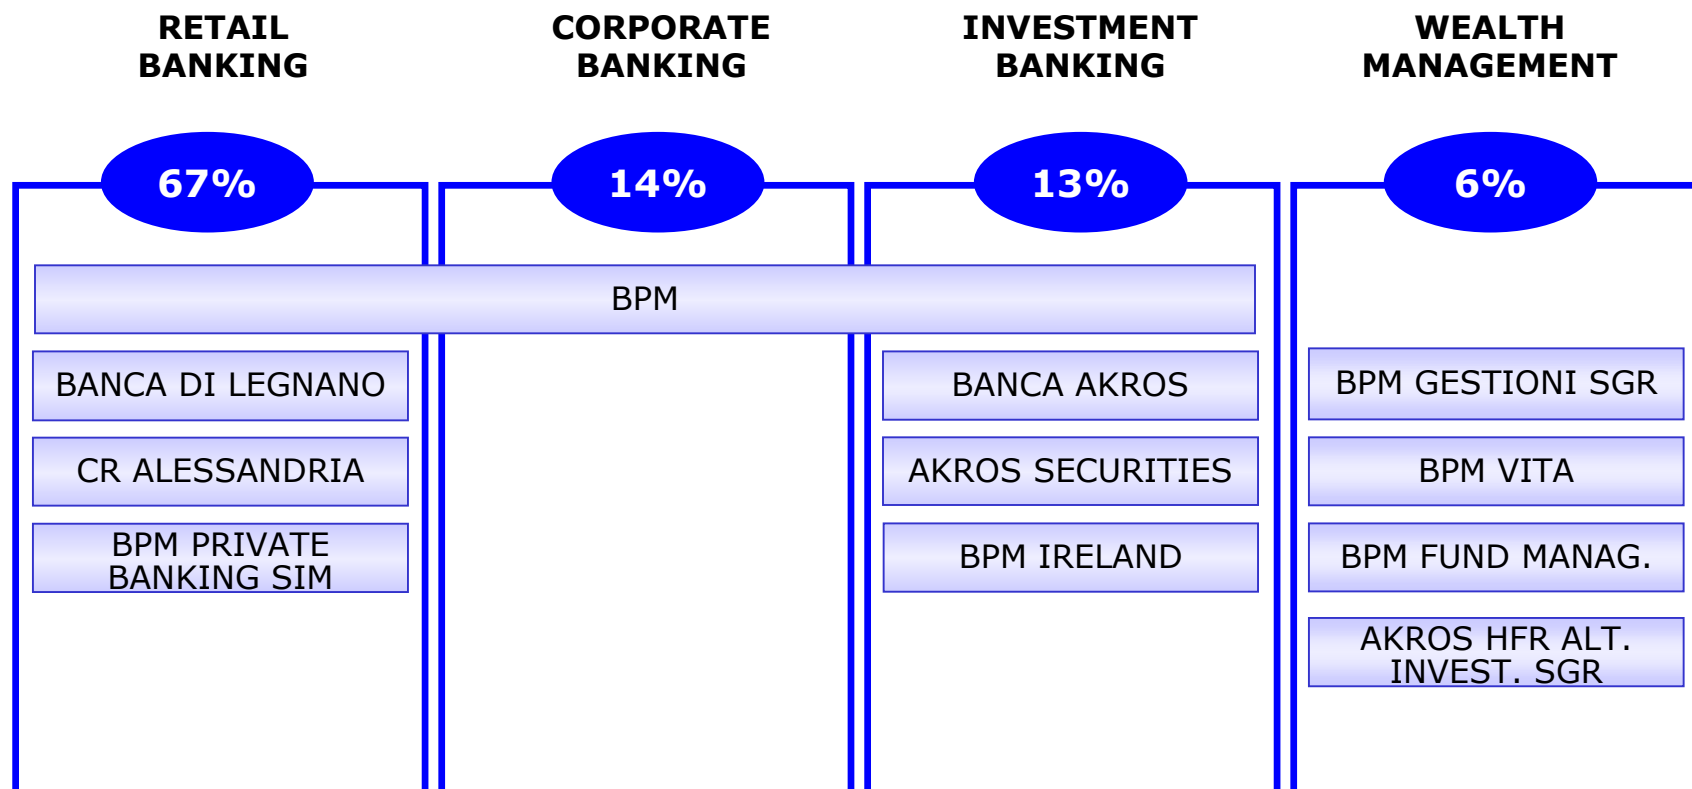 RETAIL
BANKING
CORPORATE
BANKING
INVESTMENT
BANKING
WEALTH
MANAGEMENT
67%
14%
13%
6%
BPM
BANCA DI LEGNANO
BANCA AKROS
BPM GESTIONI SGR
CR ALESSANDRIA
AKROS SECURITIES
BPM VITA
BPM PRIVATE
BANKING SIM
BPM IRELAND
BPM FUND MANAG.
AKROS HFR ALT.
INVEST. SGR